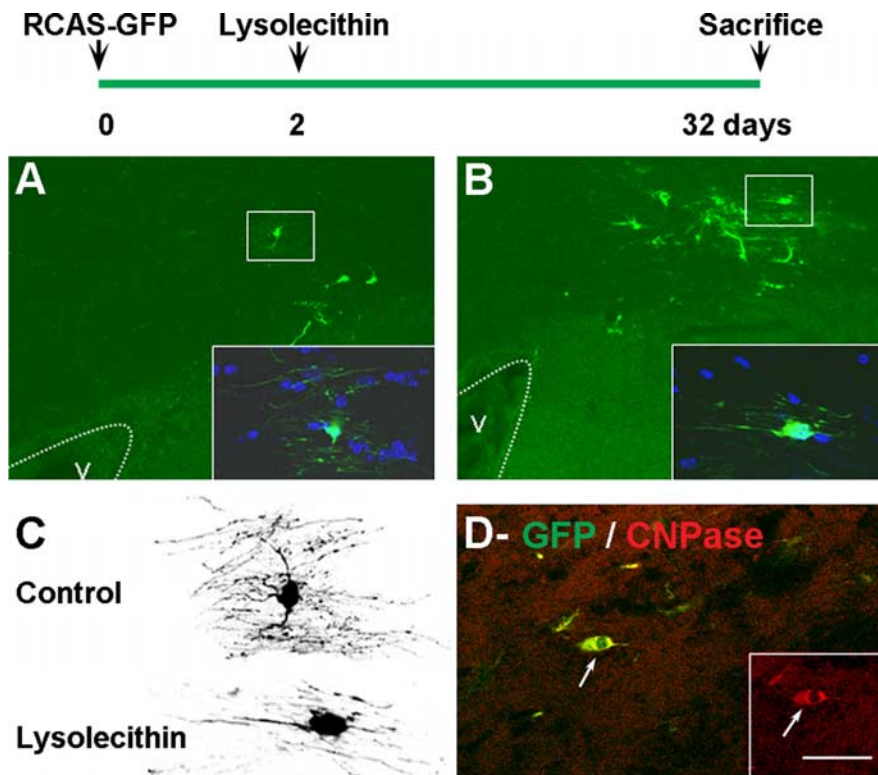 RCAS-GFP Lysolecithin Sacrifice
0 2 32 days
A B
V V
C D- GFP / CNPase
Control
Lysolecithin